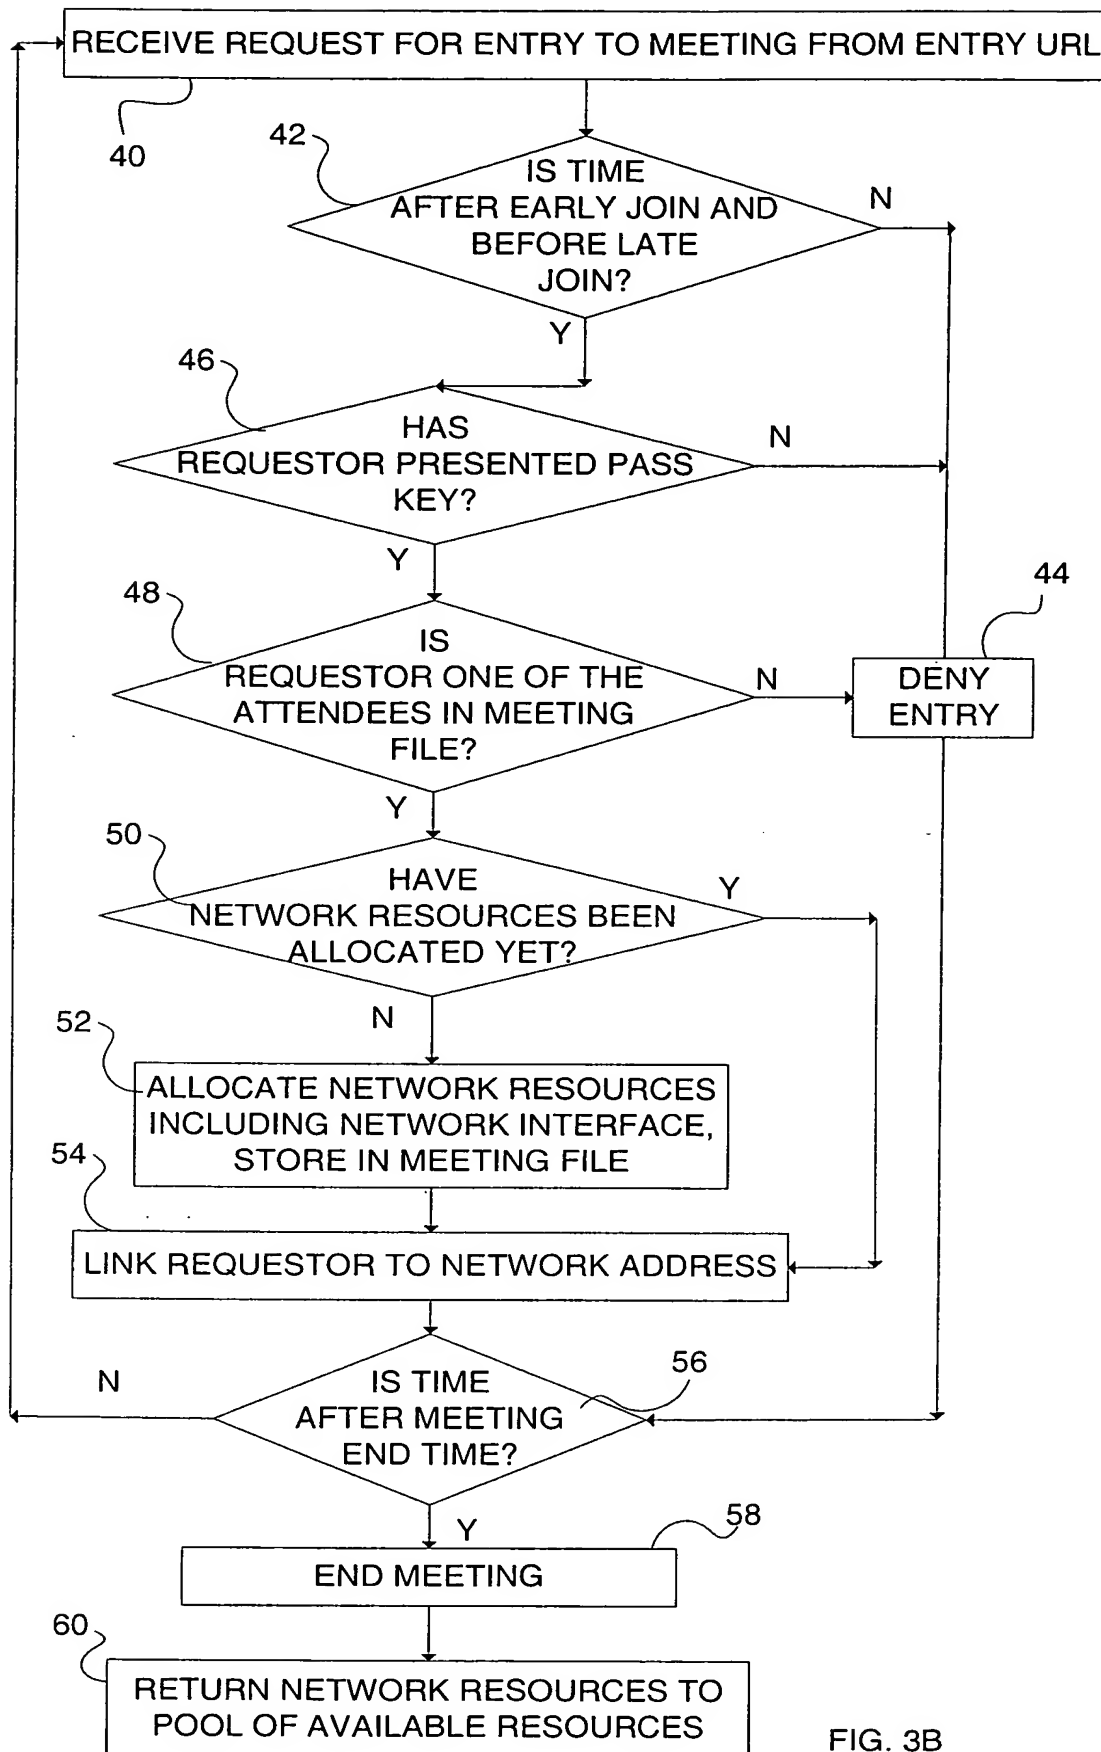 RECEIVE REQUEST FOR ENTRY TO MEETING FROM ENTRY URL
40
42
IS TIME
AFTER EARLY JOIN AND
BEFORE LATE
JOIN?
N
Y
46
HAS
REQUESTOR PRESENTED PASS
KEY?
N
Y
48
IS
REQUESTOR ONE OF THE
ATTENDEES IN MEETING
FILE?
N
44
DENY
ENTRY
Y
50
HAVE
NETWORK RESOURCES BEEN
ALLOCATED YET?
Y
N
52
ALLOCATE NETWORK RESOURCES
INCLUDING NETWORK INTERFACE,
STORE IN MEETING FILE
54
LINK REQUESTOR TO NETWORK ADDRESS
N
IS TIME
AFTER MEETING
END TIME?
56
Y
58
END MEETING
60
RETURN NETWORK RESOURCES TO
POOL OF AVAILABLE RESOURCES
FIG. 3B